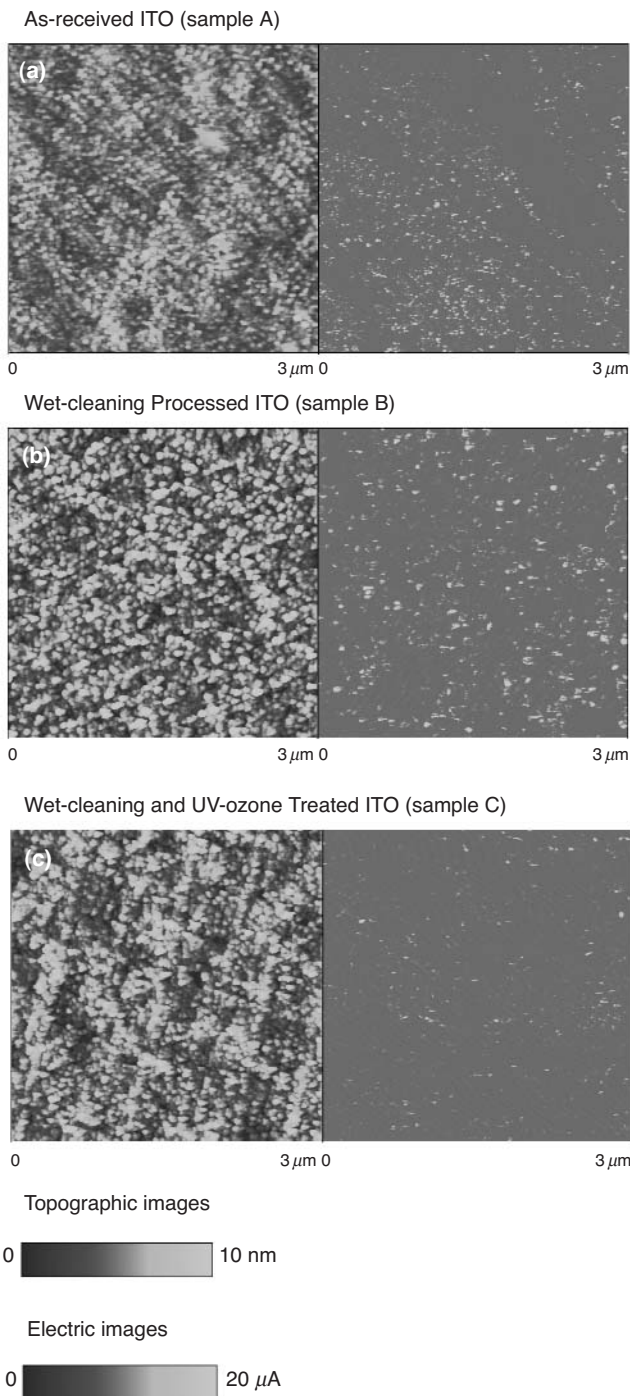 As-received ITO (sample A)
(a)
0 3 μm 0 3 μm
Wet-cleaning Processed ITO (sample B)
(b)
0 3 μm 0 3 μm
Wet-cleaning and UV-ozone Treated ITO (sample C)
(c)
0 3 μm 0 3 μm
Topographic images
0 10 nm
Electric images
0 20 μA